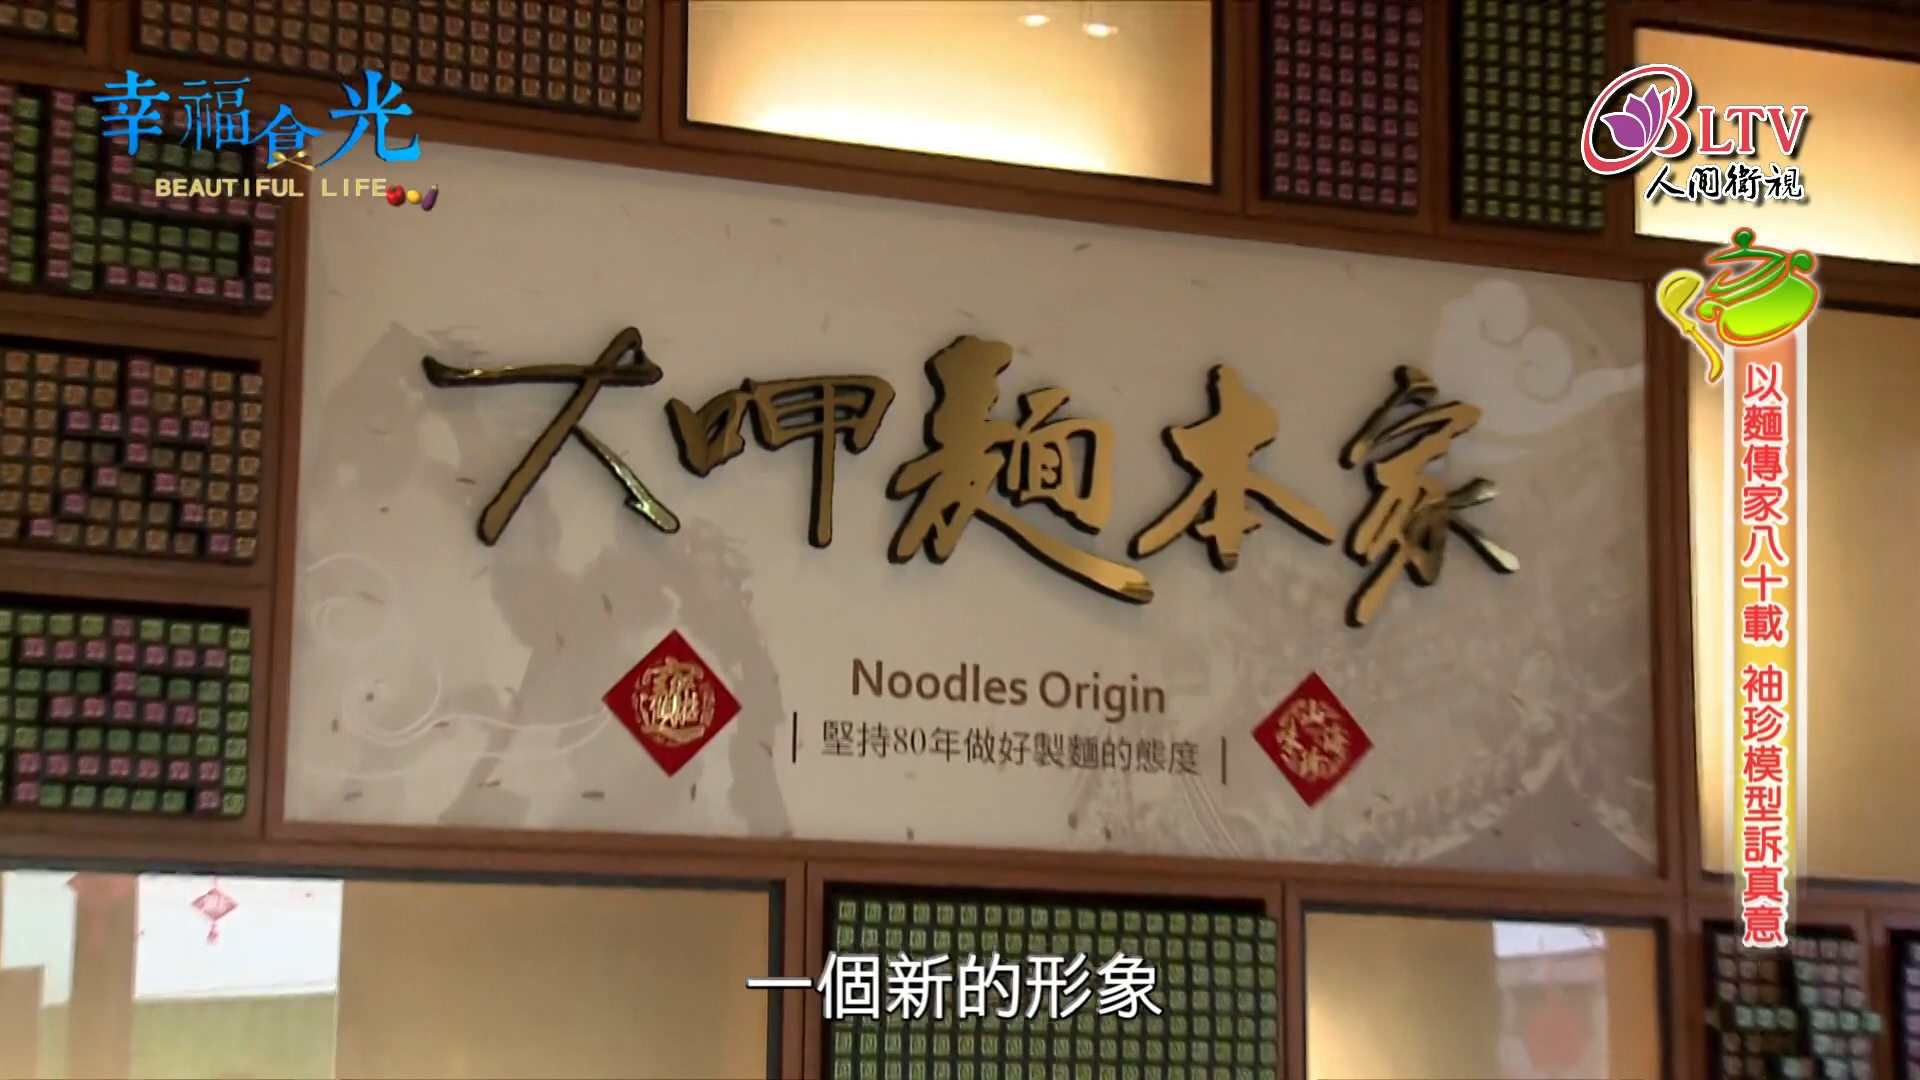 幸福食光
BEAUTIFUL LIFE
BLTV
人間衛視
以麵傳家八十載 袖珍模型訴真意
大呷麵本家
Noodles Origin
堅持80年做好製麵的態度
一個新的形象